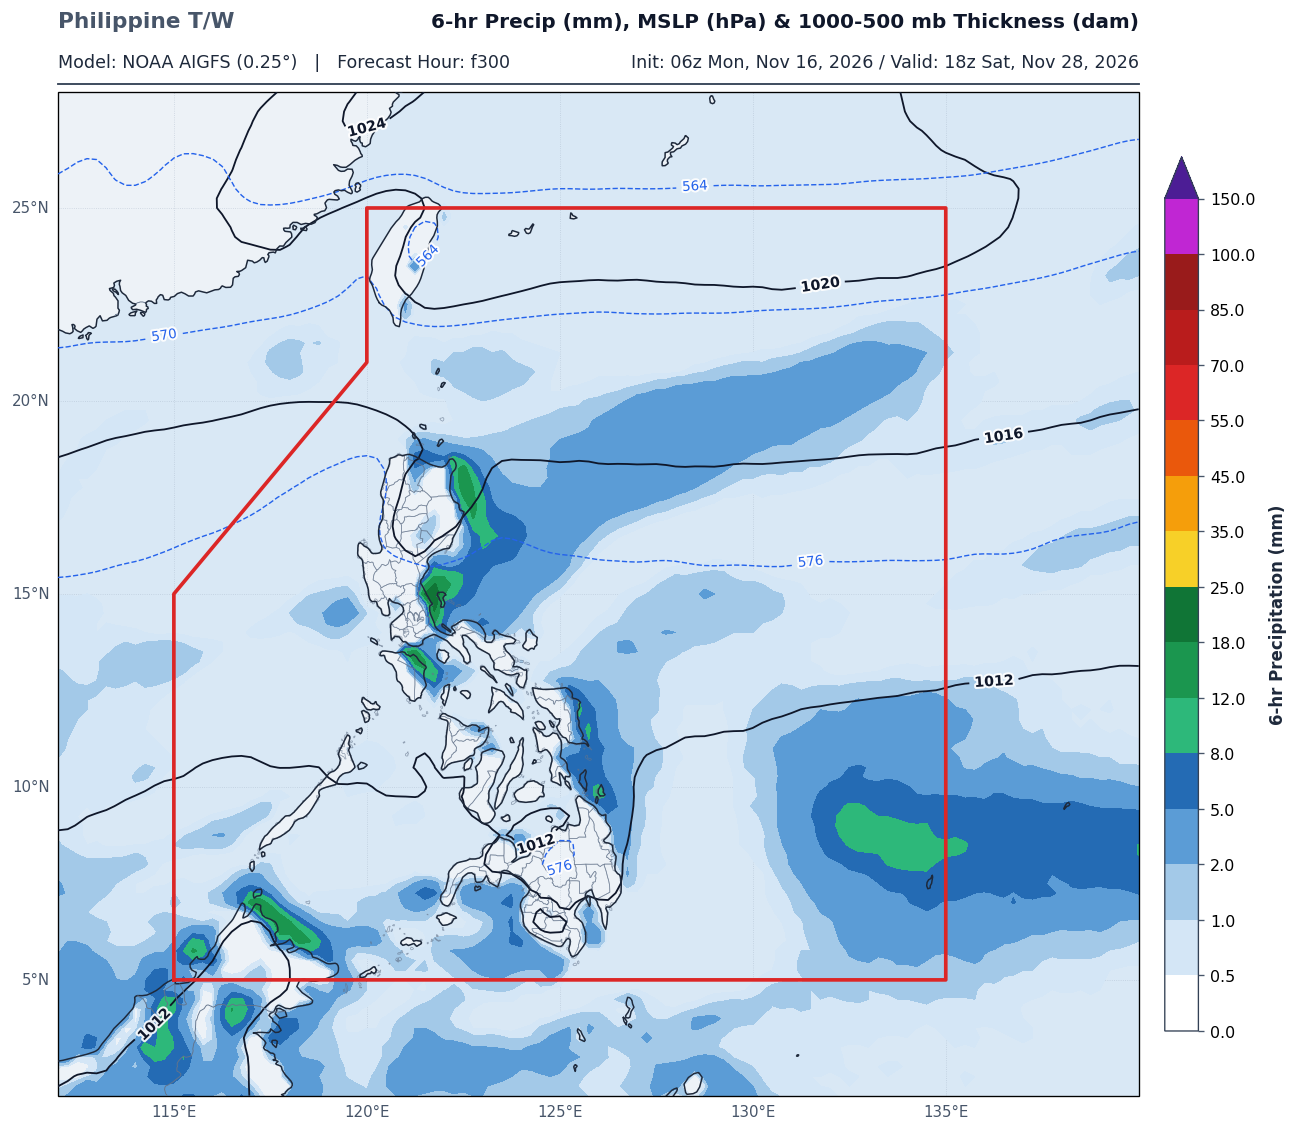 Philippine T/W
6-hr Precip (mm), MSLP (hPa) & 1000-500 mb Thickness (dam)
Model: NOAA AIGFS (0.25°) | Forecast Hour: f300
Init: 06z Mon, Nov 16, 2026 / Valid: 18z Sat, Nov 28, 2026
1024
564
25°N
564
1020
570
20°N
1016
576
15°N
1012
10°N
1012
576
5°N
1012
115°E
120°E
125°E
130°E
135°E
150.0
100.0
85.0
70.0
55.0
45.0
35.0
25.0
18.0
12.0
8.0
5.0
2.0
1.0
0.5
0.0
6-hr Precipitation (mm)